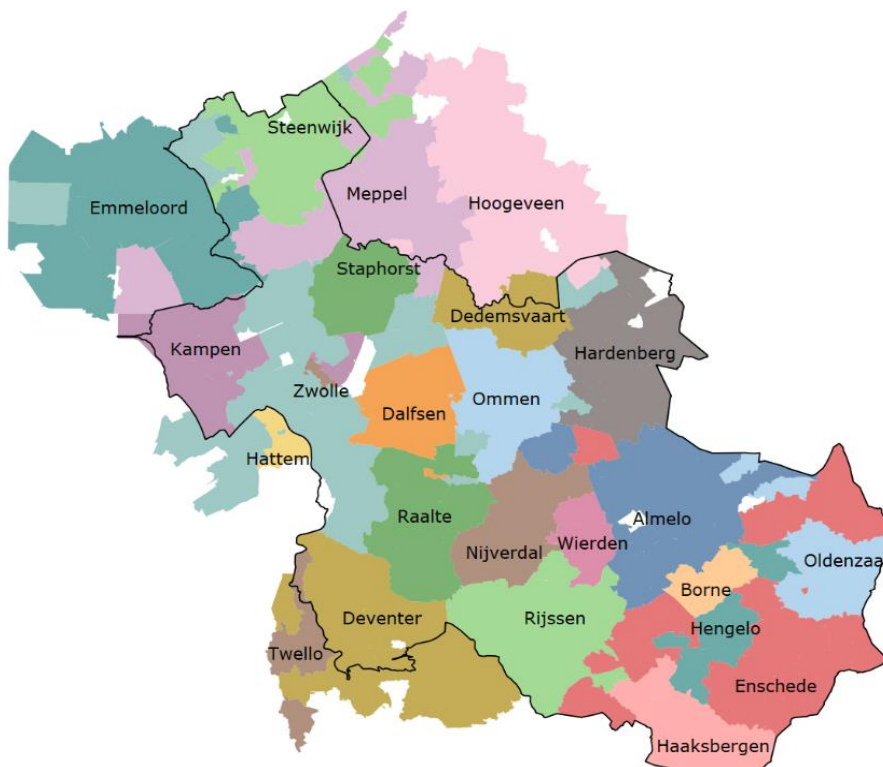 Steenwijk
Meppel
Hoogeveen
Emmeloord
Staphorst
Dedemsvaart
Kampen
Hardenberg
Zwolle
Ommen
Dalfsen
Hattem
Raalte
Almelo
Nijverdal
Wierden
Oldenzaa
Borne
Deventer
Rijssen
Hengelo
Twello
Enschede
Haaksbergen